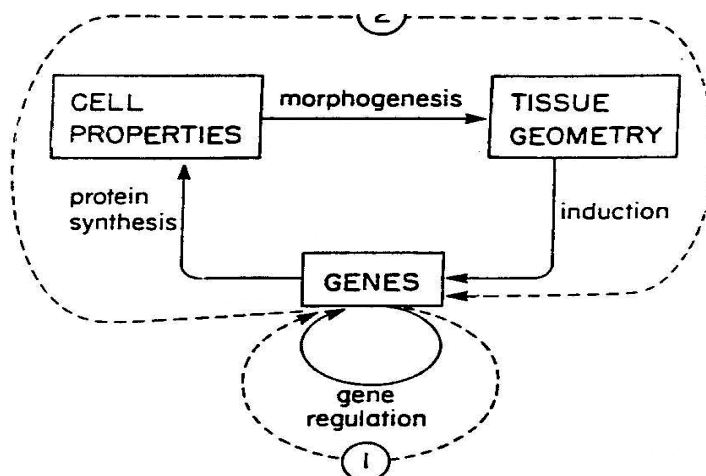 2
CELL
PROPERTIES
morphogenesis
TISSUE
GEOMETRY
protein
synthesis
induction
GENES
gene
regulation
1